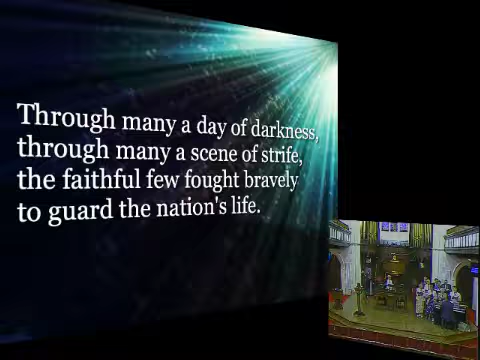 Through many a day of darkness,
through many a scene of strife,
the faithful few fought bravely
to guard the nation's life.